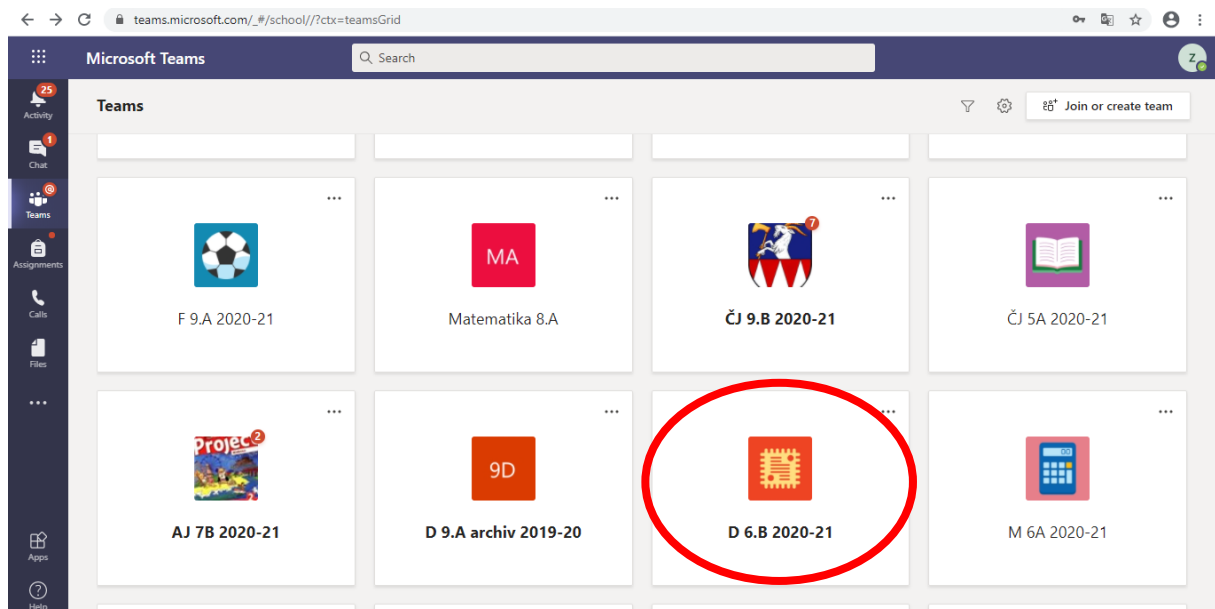 teams.microsoft.com/_#/school//?ctx=teamsGrid
Microsoft Teams
Search
Z
25
Activity
Teams
Join or create team
1
Chat
@
Teams
Assignments
Calls
Files
F 9.A 2020-21
MA
Matematika 8.A
7
ČJ 9.B 2020-21
ČJ 5A 2020-21
Projec
2
AJ 7B 2020-21
9D
D 9.A archiv 2019-20
D 6.B 2020-21
M 6A 2020-21
Apps
Help